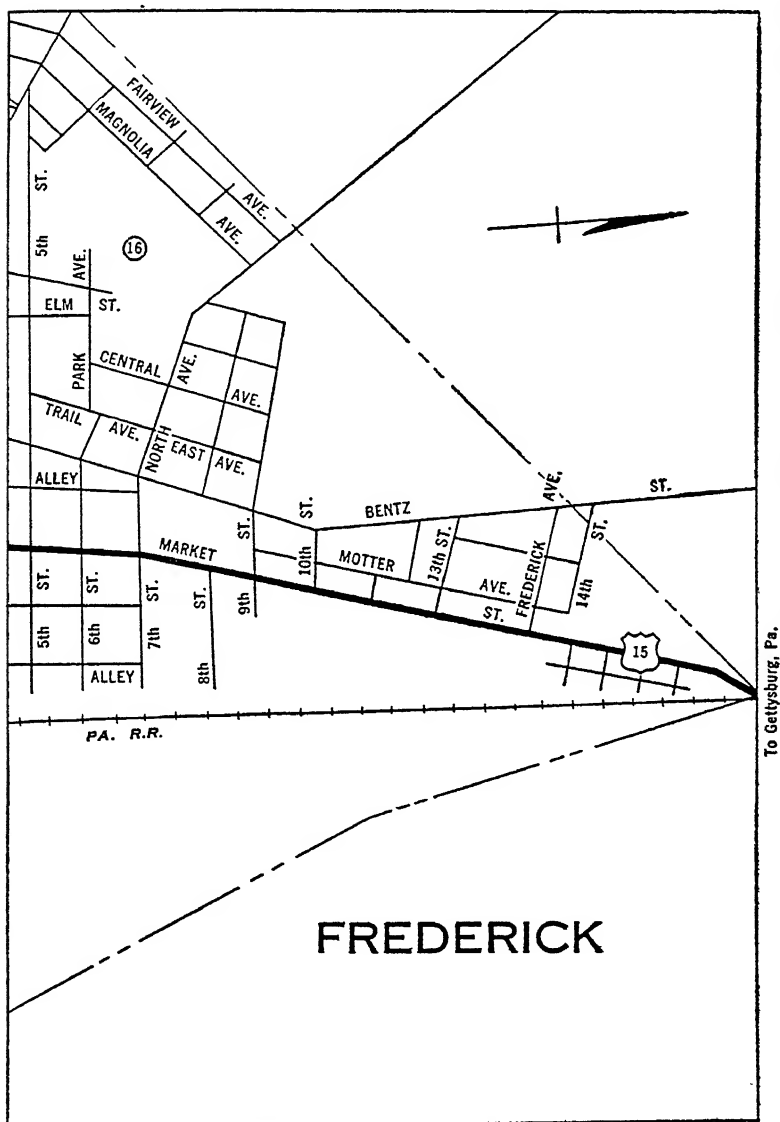 FAIRVIEW AVE.
MAGNOLIA AVE.
5th ST.
16
PARK AVE.
ELM ST.
CENTRAL AVE.
NORTH AVE.
TRAIL AVE.
EAST AVE.
ALLEY
BENTZ ST.
MARKET ST.
MOTTER AVE.
FREDERICK AVE.
5th ST.
6th ST.
7th ST.
8th ST.
9th ST.
10th ST.
13th ST.
14th ST.
ALLEY
15
PA. R.R.
To Gettysburg, Pa.
FREDERICK